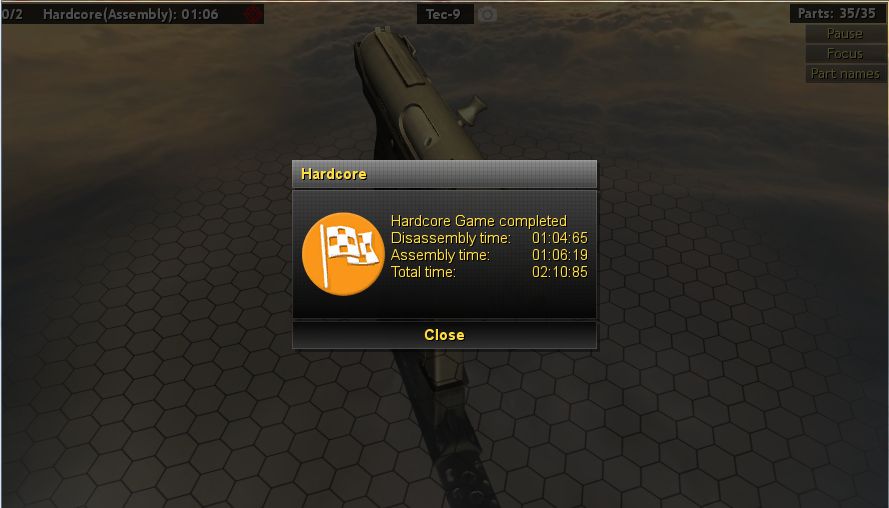 0/2 Hardcore(Assembly): 01:06 Tec-9 Parts: 35/35
Pause
Focus
Part names
Hardcore
Hardcore Game completed
Disassembly time: 01:04:65
Assembly time: 01:06:19
Total time: 02:10:85
Close